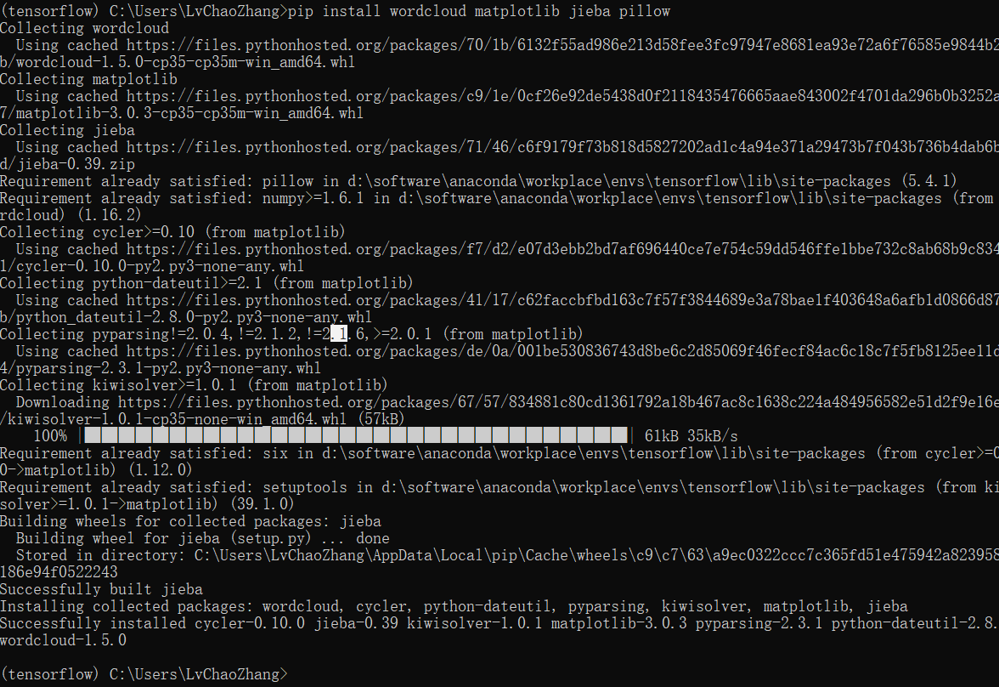 (tensorflow) C:\Users\LvChaoZhang>pip install wordcloud matplotlib jieba pillow
Collecting wordcloud
  Using cached https://files.pythonhosted.org/packages/70/1b/6132f55ad986e213d58fee3fc97947e8681ea93e72a6f76585e9844b2
b/wordcloud-1.5.0-cp35-cp35m-win_amd64.whl
Collecting matplotlib
  Using cached https://files.pythonhosted.org/packages/c9/1e/0cf26e92de5438d0f2118435476665aae843002f4701da296b0b3252a
7/matplotlib-3.0.3-cp35-cp35m-win_amd64.whl
Collecting jieba
  Using cached https://files.pythonhosted.org/packages/71/46/c6f9179f73b818d5827202ad1c4a94e371a29473b7f043b736b4dab6b
d/jieba-0.39.zip
Requirement already satisfied: pillow in d:\software\anaconda\workplace\envs\tensorflow\lib\site-packages (5.4.1)
Requirement already satisfied: numpy>=1.6.1 in d:\software\anaconda\workplace\envs\tensorflow\lib\site-packages (from
rdcloud) (1.16.2)
Collecting cycler>=0.10 (from matplotlib)
  Using cached https://files.pythonhosted.org/packages/f7/d2/e07d3ebb2bd7af696440ce7e754c59dd546ffe1bbe732c8ab68b9c834
1/cycler-0.10.0-py2.py3-none-any.whl
Collecting python-dateutil>=2.1 (from matplotlib)
  Using cached https://files.pythonhosted.org/packages/41/17/c62faccbfbd163c7f57f3844689e3a78bae1f403648a6afb1d0866d87
b/python_dateutil-2.8.0-py2.py3-none-any.whl
Collecting pyparsing!=2.0.4,!=2.1.2,!=2.1.6,>=2.0.1 (from matplotlib)
  Using cached https://files.pythonhosted.org/packages/de/0a/001be530836743d8be6c2d85069f46fecf84ac6c18c7f5fb8125ee11d
4/pyparsing-2.3.1-py2.py3-none-any.whl
Collecting kiwisolver>=1.0.1 (from matplotlib)
  Downloading https://files.pythonhosted.org/packages/67/57/834881c80cd1361792a18b467ac8c1638c224a484956582e51d2f9e16e
/kiwisolver-1.0.1-cp35-none-win_amd64.whl (57kB)
    100% |████████████████████████████████| 61kB 35kB/s
Requirement already satisfied: six in d:\software\anaconda\workplace\envs\tensorflow\lib\site-packages (from cycler>=0
0->matplotlib) (1.12.0)
Requirement already satisfied: setuptools in d:\software\anaconda\workplace\envs\tensorflow\lib\site-packages (from ki
solver>=1.0.1->matplotlib) (39.1.0)
Building wheels for collected packages: jieba
  Building wheel for jieba (setup.py) ... done
  Stored in directory: C:\Users\LvChaoZhang\AppData\Local\pip\Cache\wheels\c9\c7\63\a9ec0322ccc7c365fd51e475942a823958
186e94f0522243
Successfully built jieba
Installing collected packages: wordcloud, cycler, python-dateutil, pyparsing, kiwisolver, matplotlib, jieba
Successfully installed cycler-0.10.0 jieba-0.39 kiwisolver-1.0.1 matplotlib-3.0.3 pyparsing-2.3.1 python-dateutil-2.8.
wordcloud-1.5.0
(tensorflow) C:\Users\LvChaoZhang>